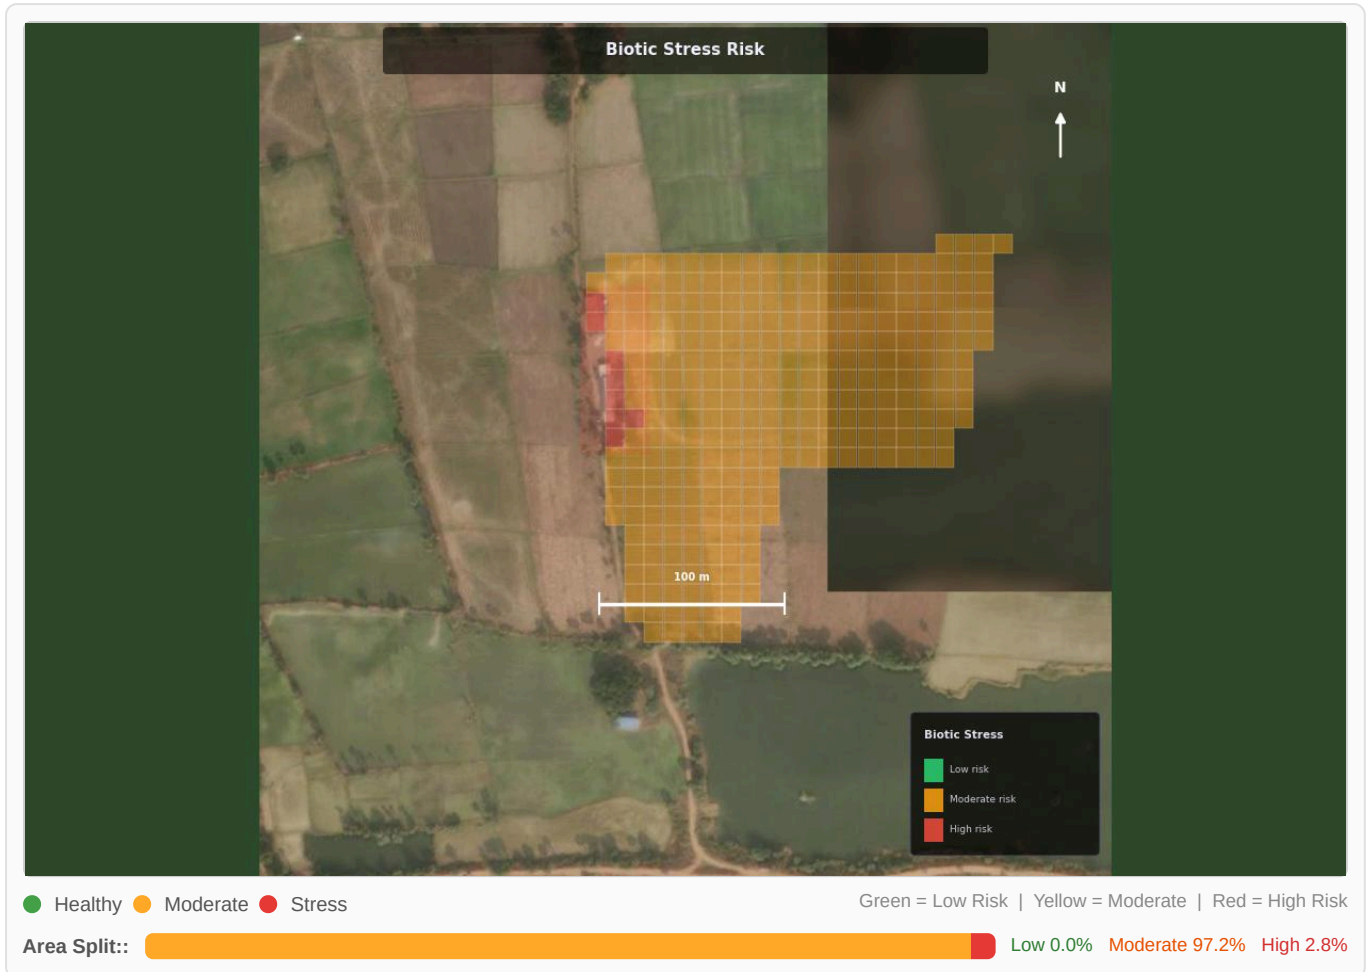 Biotic Stress Risk
N
100 m
Biotic Stress
Low risk
Moderate risk
High risk
Healthy Moderate Stress
Green = Low Risk | Yellow = Moderate | Red = High Risk
Area Split:: Low 0.0% Moderate 97.2% High 2.8%